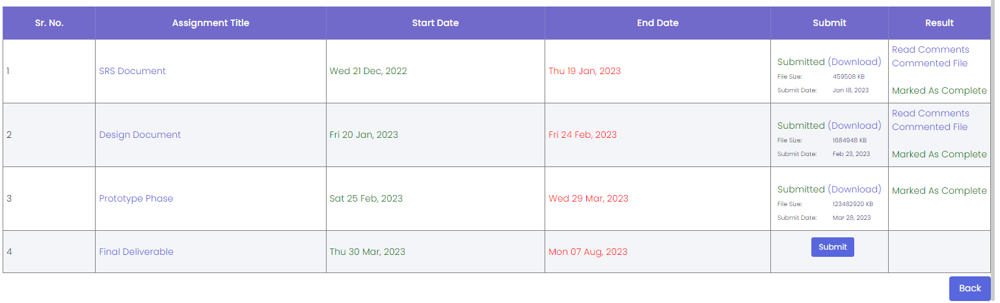 Sr. No. Assignment Title Start Date End Date Submit Result
1 SRS Document Wed 21 Dec, 2022 Thu 19 Jan, 2023 Submitted (Download) Read Comments
File Size: 459508 KB Commented File
Submit Date: Jan 18, 2023 Marked As Complete
2 Design Document Fri 20 Jan, 2023 Fri 24 Feb, 2023 Submitted (Download) Read Comments
File Size: 1684948 KB Commented File
Submit Date: Feb 23, 2023 Marked As Complete
3 Prototype Phase Sat 25 Feb, 2023 Wed 29 Mar, 2023 Submitted (Download) Marked As Complete
File Size: 123482920 KB
Submit Date: Mar 28, 2023
4 Final Deliverable Thu 30 Mar, 2023 Mon 07 Aug, 2023 Submit
Back